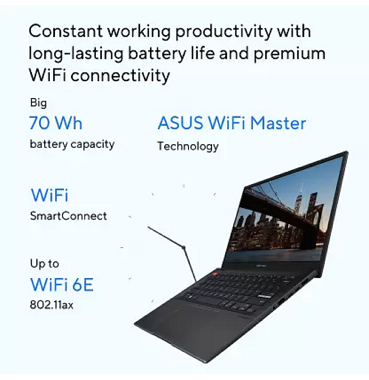 Constant working productivity with
long-lasting battery life and premium
WiFi connectivity
Big
70 Wh
battery capacity
ASUS WiFi Master
Technology
WiFi
SmartConnect
Up to
WiFi 6E
802.11ax